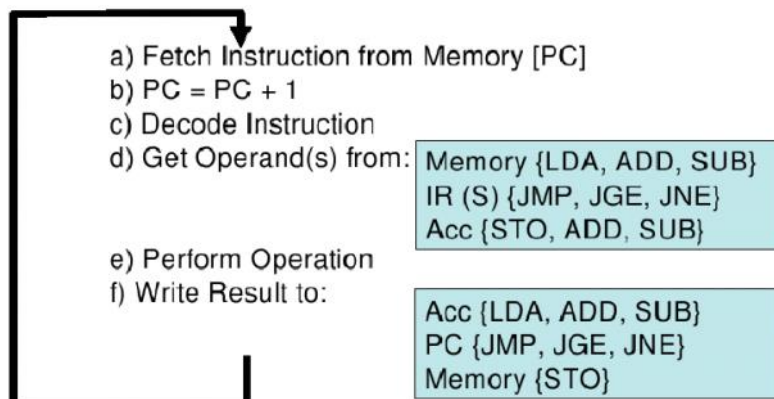 a) Fetch Instruction from Memory [PC]
b) PC = PC + 1
c) Decode Instruction
d) Get Operand(s) from:
Memory {LDA, ADD, SUB}
IR (S) {JMP, JGE, JNE}
Acc {STO, ADD, SUB}
e) Perform Operation
f) Write Result to:
Acc {LDA, ADD, SUB}
PC {JMP, JGE, JNE}
Memory {STO}